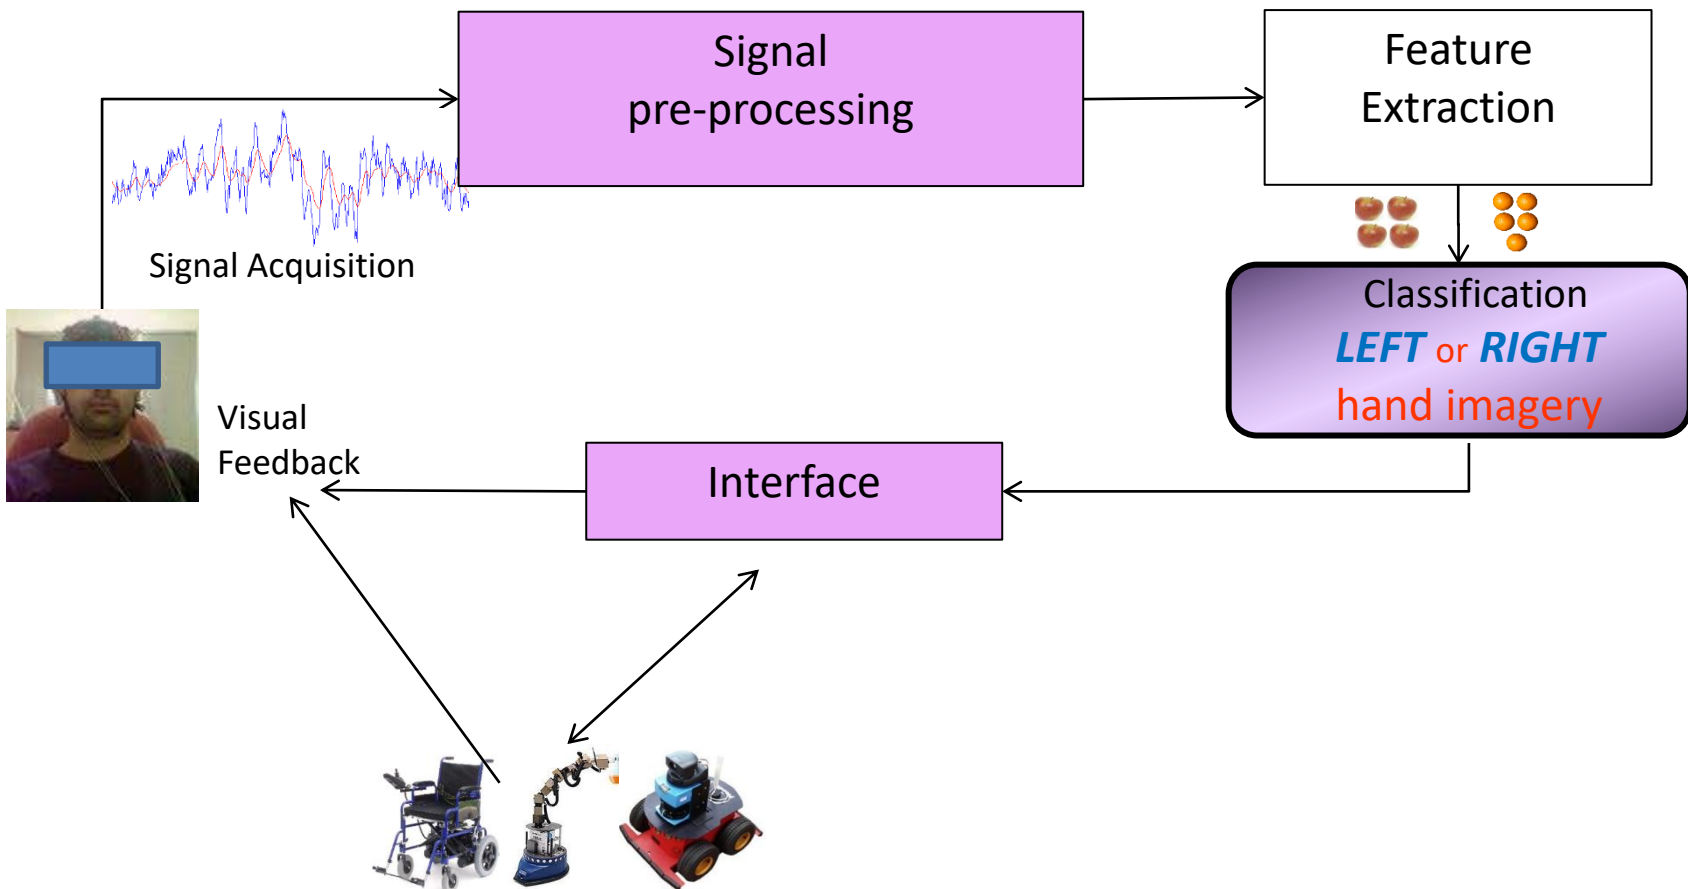 Signal
pre-processing
Feature
Extraction
Signal Acquisition
Classification
LEFT or RIGHT
hand imagery
Visual
Feedback
Interface